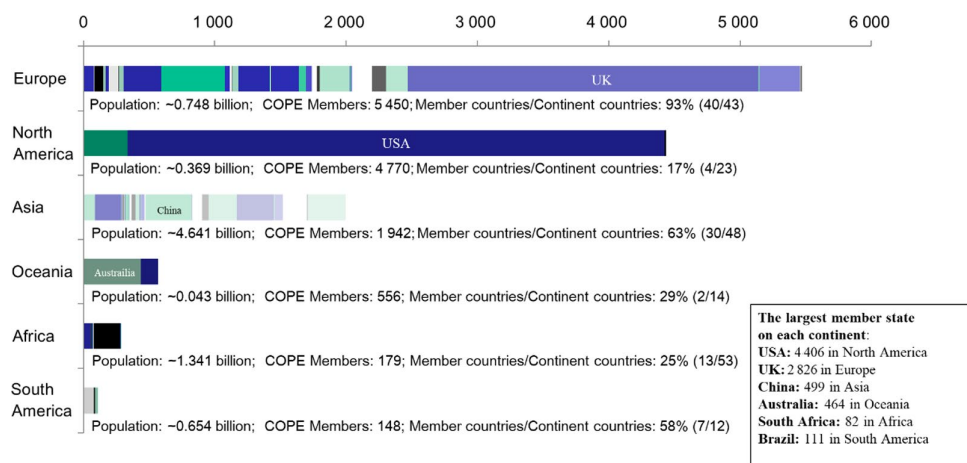 0 1 000 2 000 3 000 4 000 5 000 6 000
Europe
UK
Population: ~0.748 billion; COPE Members: 5 450; Member countries/Continent countries: 93% (40/43)
North
America
USA
Population: ~0.369 billion; COPE Members: 4 770; Member countries/Continent countries: 17% (4/23)
Asia
China
Population: ~4.641 billion; COPE Members: 1 942; Member countries/Continent countries: 63% (30/48)
Oceania
Austrailia
Population: ~0.043 billion; COPE Members: 556; Member countries/Continent countries: 29% (2/14)
Africa
Population: ~1.341 billion; COPE Members: 179; Member countries/Continent countries: 25% (13/53)
South
America
Population: ~0.654 billion; COPE Members: 148; Member countries/Continent countries: 58% (7/12)
The largest member state
on each continent:
USA: 4 406 in North America
UK: 2 826 in Europe
China: 499 in Asia
Australia: 464 in Oceania
South Africa: 82 in Africa
Brazil: 111 in South America